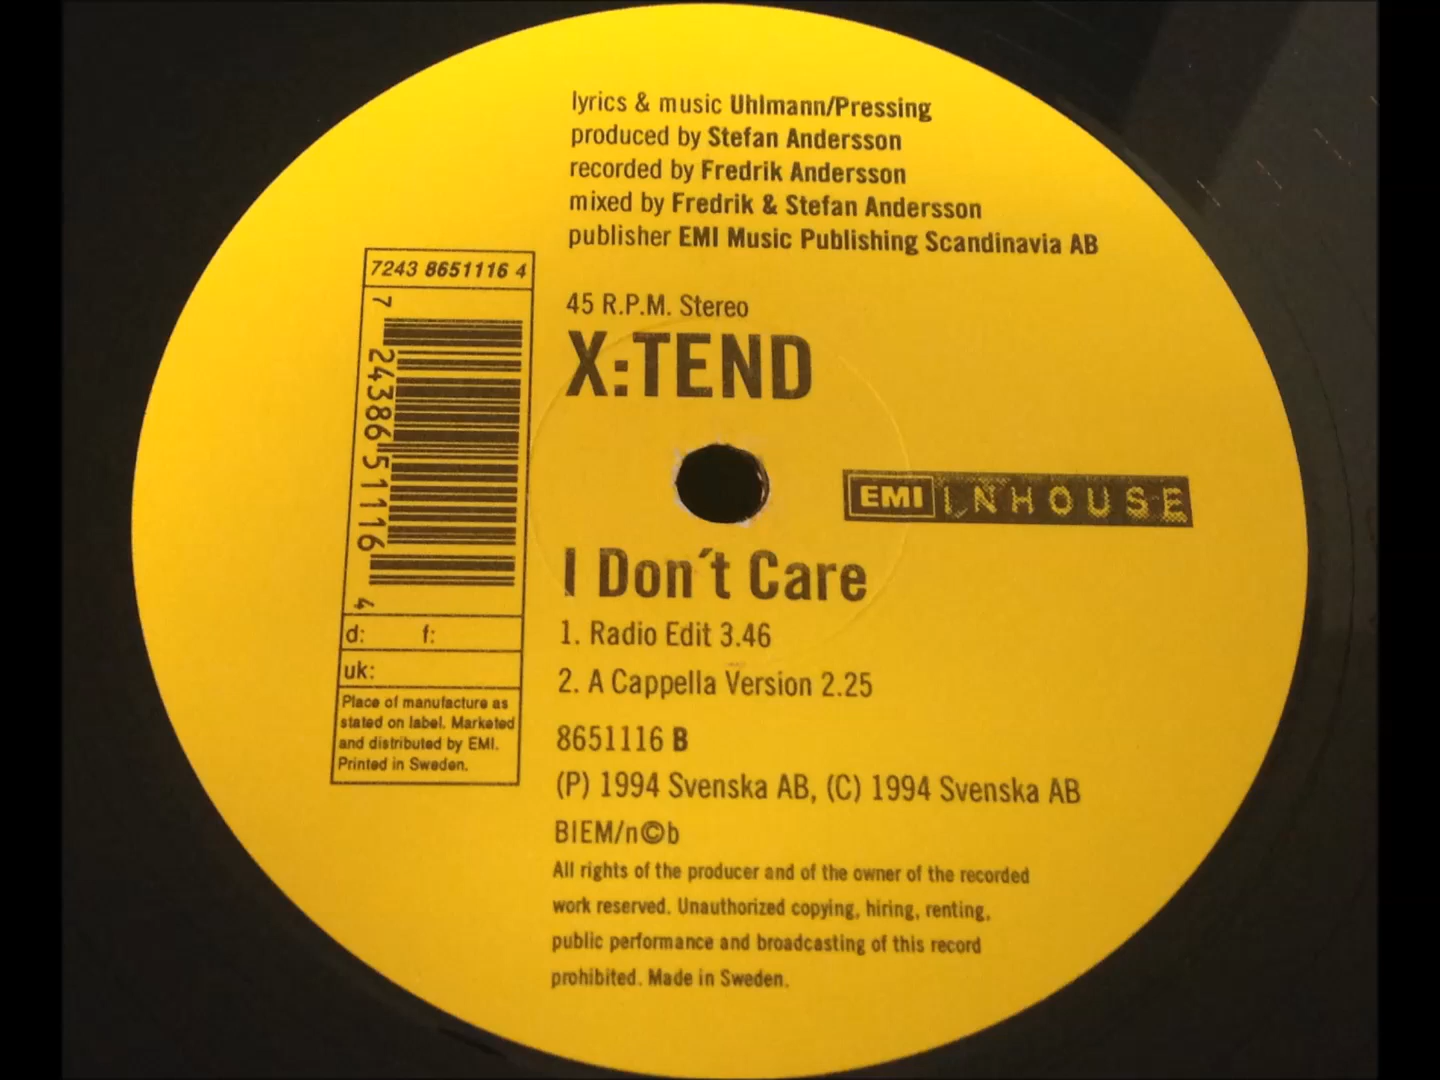 lyrics & music Uhlmann/Pressing
produced by Stefan Andersson
recorded by Fredrik Andersson
mixed by Fredrik & Stefan Andersson
publisher EMI Music Publishing Scandinavia AB
7243 8651116 4
7 24386 51116 4
d: f:
uk:
Place of manufacture as
stated on label. Marketed
and distributed by EMI.
Printed in Sweden.
45 R.P.M. Stereo
X:TEND
EMI INHOUSE
I Don´t Care
1. Radio Edit 3.46
2. A Cappella Version 2.25
8651116 B
(P) 1994 Svenska AB, (C) 1994 Svenska AB
BIEM/n©b
All rights of the producer and of the owner of the recorded
work reserved. Unauthorized copying, hiring, renting,
public performance and broadcasting of this record
prohibited. Made in Sweden.